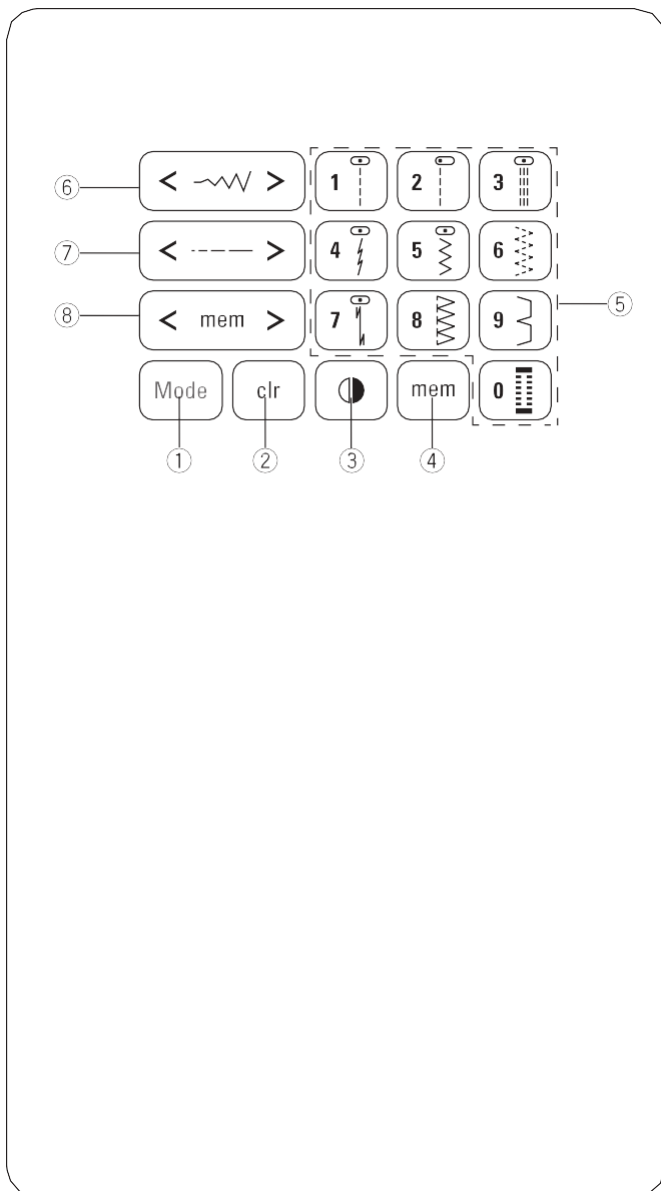 ⑥ < > 1 2 3
⑦ < > 4 5 6
⑧ < mem > 7 8 9 ⑤
Mode clr mem 0
① ② ③ ④